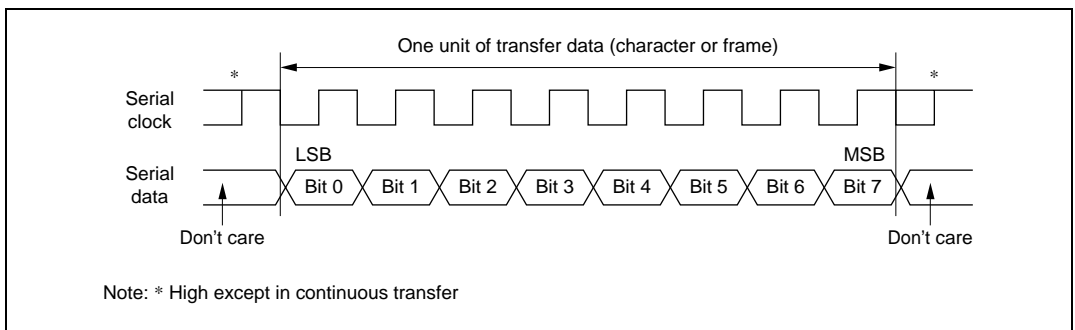 One unit of transfer data (character or frame)
* *
Serial
clock
LSB MSB
Serial
data
Bit 0 Bit 1 Bit 2 Bit 3 Bit 4 Bit 5 Bit 6 Bit 7
Don't care Don't care
Note: * High except in continuous transfer